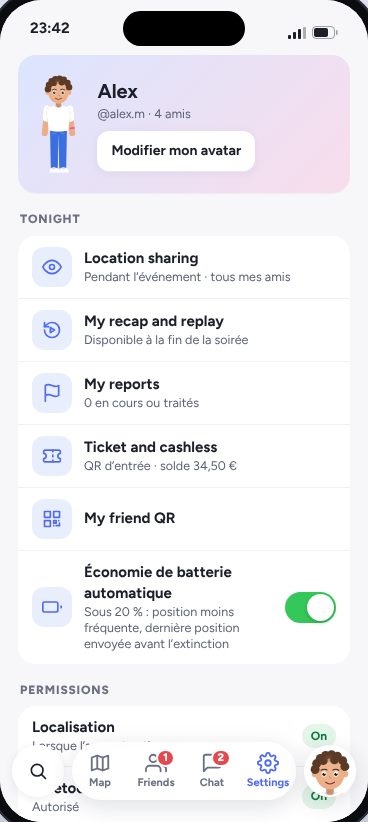 23:42
Alex
@alex.m · 4 amis
Modifier mon avatar
TONIGHT
Location sharing
Pendant l'événement · tous mes amis
My recap and replay
Disponible à la fin de la soirée
My reports
0 en cours ou traités
Ticket and cashless
QR d'entrée · solde 34,50 €
My friend QR
Économie de batterie
automatique
Sous 20 % : position moins
fréquente, dernière position
envoyée avant l'extinction
PERMISSIONS
Localisation
On
Lorsque
1
2
Map
Friends
Chat
Settings
On
Autorisé